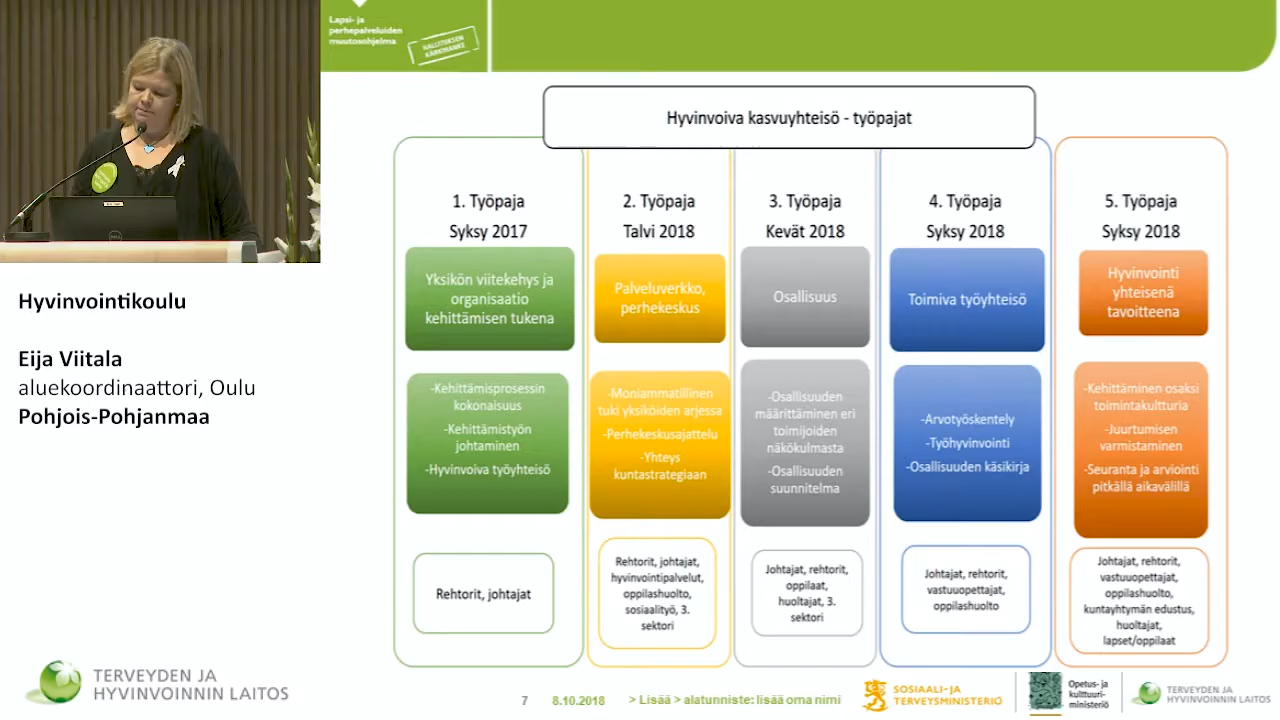 Lapsi- ja
perhepalveluiden
muutosohjelma
HALLITUKSEN
KÄRKIHANKE
Hyvinvoiva kasvuyhteisö - työpajat
1. Työpaja
Syksy 2017
Yksikön viitekehys ja
organisaatio
kehittämisen tukena
-Kehittämisprosessin
kokonaisuus
-Kehittämistyön
johtaminen
-Hyvinvoiva työyhteisö
Rehtorit, johtajat
2. Työpaja
Talvi 2018
Palveluverkko,
perhekeskus
-Moniammatillinen
tuki yksiköiden arjessa
-Perhekeskusajattelu
-Yhteys
kuntastrategiaan
Rehtorit, johtajat,
hyvinvointipalvelut,
oppilashuolto,
sosiaalityö, 3.
sektori
3. Työpaja
Kevät 2018
Osallisuus
-Osallisuuden
määrittäminen eri
toimijoiden
näkökulmasta
-Osallisuuden
suunnitelma
Johtajat, rehtorit,
oppilaat,
huoltajat, 3.
sektori
4. Työpaja
Syksy 2018
Toimiva työyhteisö
-Arvotyöskentely
-Työhyvinvointi
-Osallisuuden käsikirja
Johtajat, rehtorit,
vastuuopettajat,
oppilashuolto
5. Työpaja
Syksy 2018
Hyvinvointi
yhteisenä
tavoitteena
-Kehittäminen osaksi
toimintakultturia
-Juurtumisen
varmistaminen
-Seuranta ja arviointi
pitkällä aikavälillä
Johtajat, rehtorit,
vastuuopettajat,
oppilashuolto,
kuntayhtymän edustus,
huoltajat,
lapset/oppilaat
Hyvinvointikoulu
Eija Viitala
aluekoordinaattori, Oulu
Pohjois-Pohjanmaa
TERVEYDEN JA
HYVINVOINNIN LAITOS
7
8.10.2018
> Lisää > alatunniste: lisää oma nimi
SOSIAALI- JA
TERVEYSMINISTERIÖ
Opetus- ja
kulttuuri-
ministeriö
TERVEYDEN JA
HYVINVOINNIN LAITOS